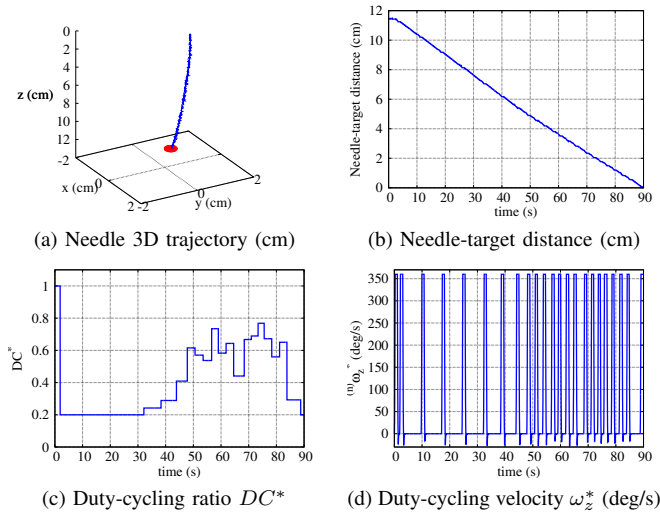 0
2
4
6
8
10
12
z (cm)
-2
0
2
x (cm)
-2
0
2
y (cm)
(a) Needle 3D trajectory (cm)
12
10
8
6
4
2
0
Needle-target distance (cm)
0 10 20 30 40 50 60 70 80 90
time (s)
(b) Needle-target distance (cm)
1
0.8
0.6
0.4
0.2
0
DC*
0 10 20 30 40 50 60 70 80 90
time (s)
(c) Duty-cycling ratio DC*
350
300
250
200
150
100
50
0
(n)ωz* (deg/s)
0 10 20 30 40 50 60 70 80 90
time (s)
(d) Duty-cycling velocity ω*z (deg/s)